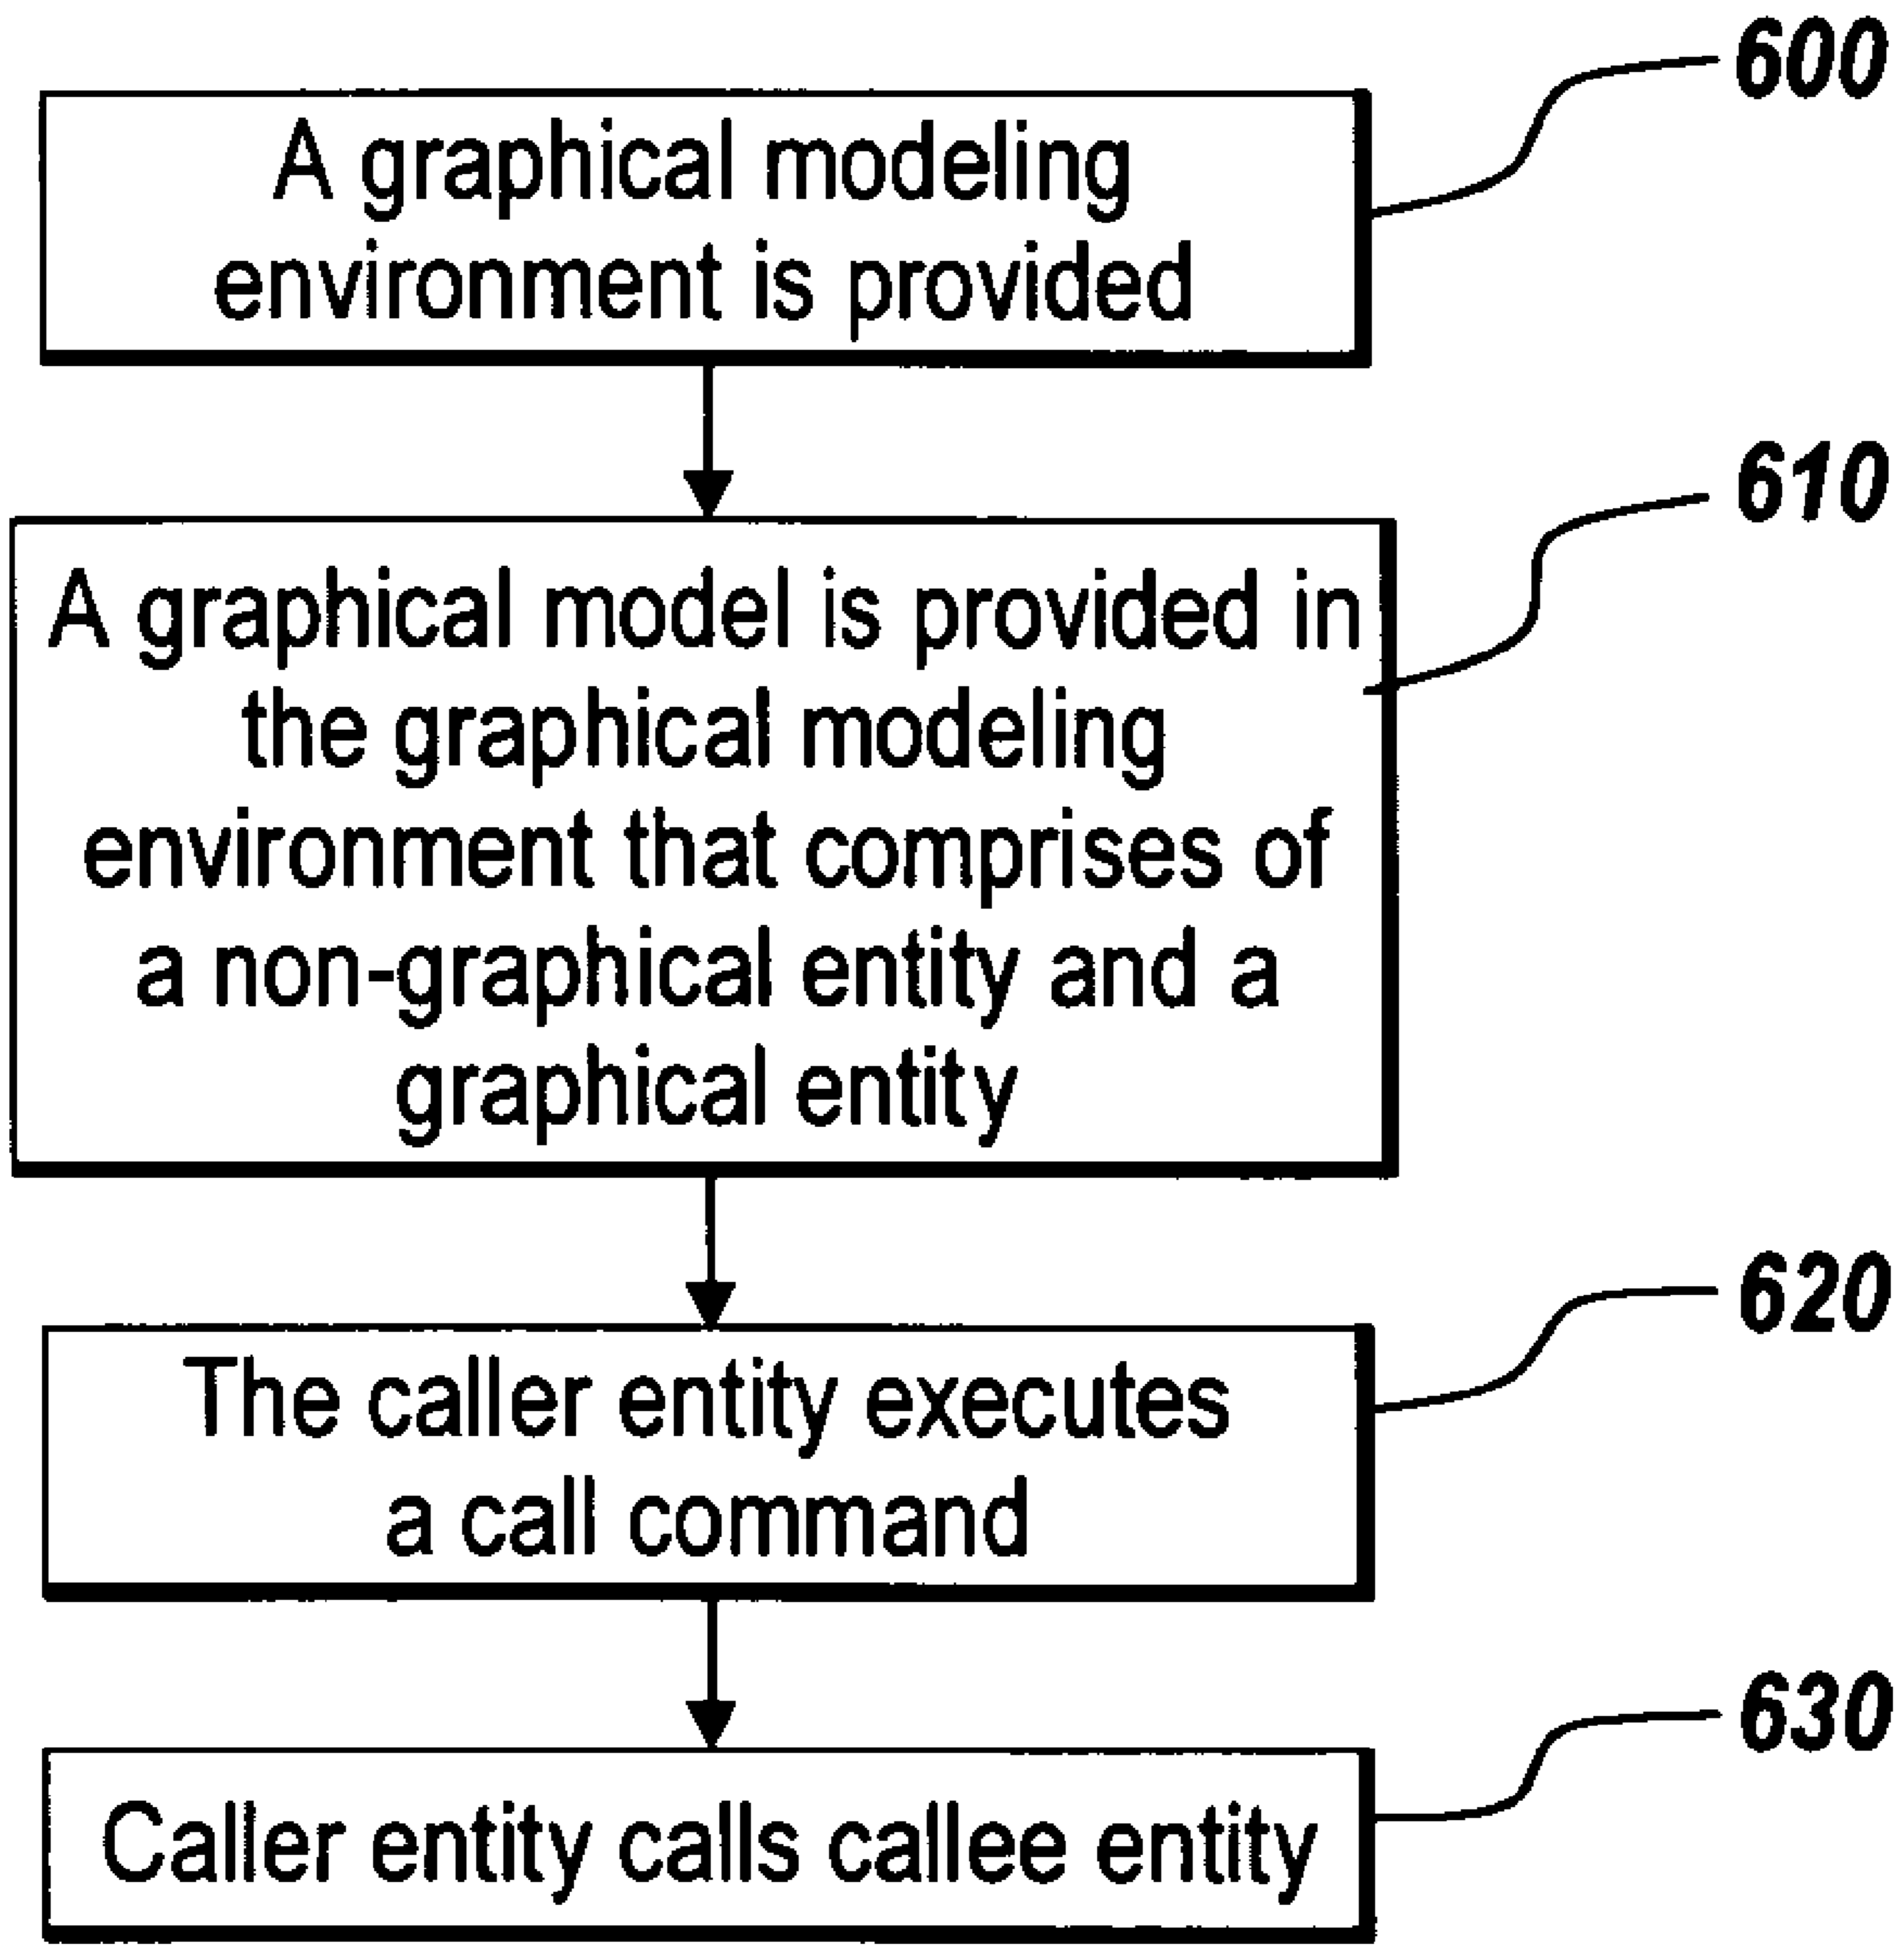 600
A graphical modeling
environment is provided
610
A graphical model is provided in
the graphical modeling
environment that comprises of
a non-graphical entity and a
graphical entity
620
The caller entity executes
a call command
630
Caller entity calls callee entity